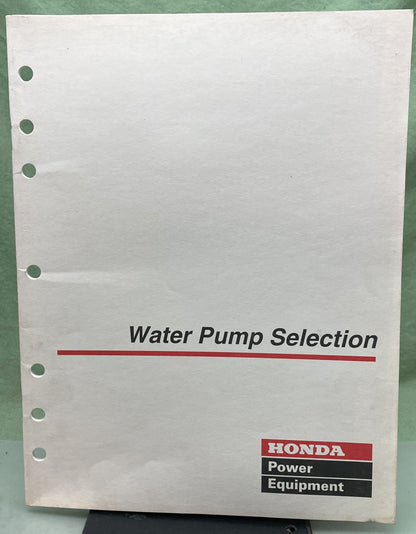 Water Pump Selection
HONDA
Power
Equipment